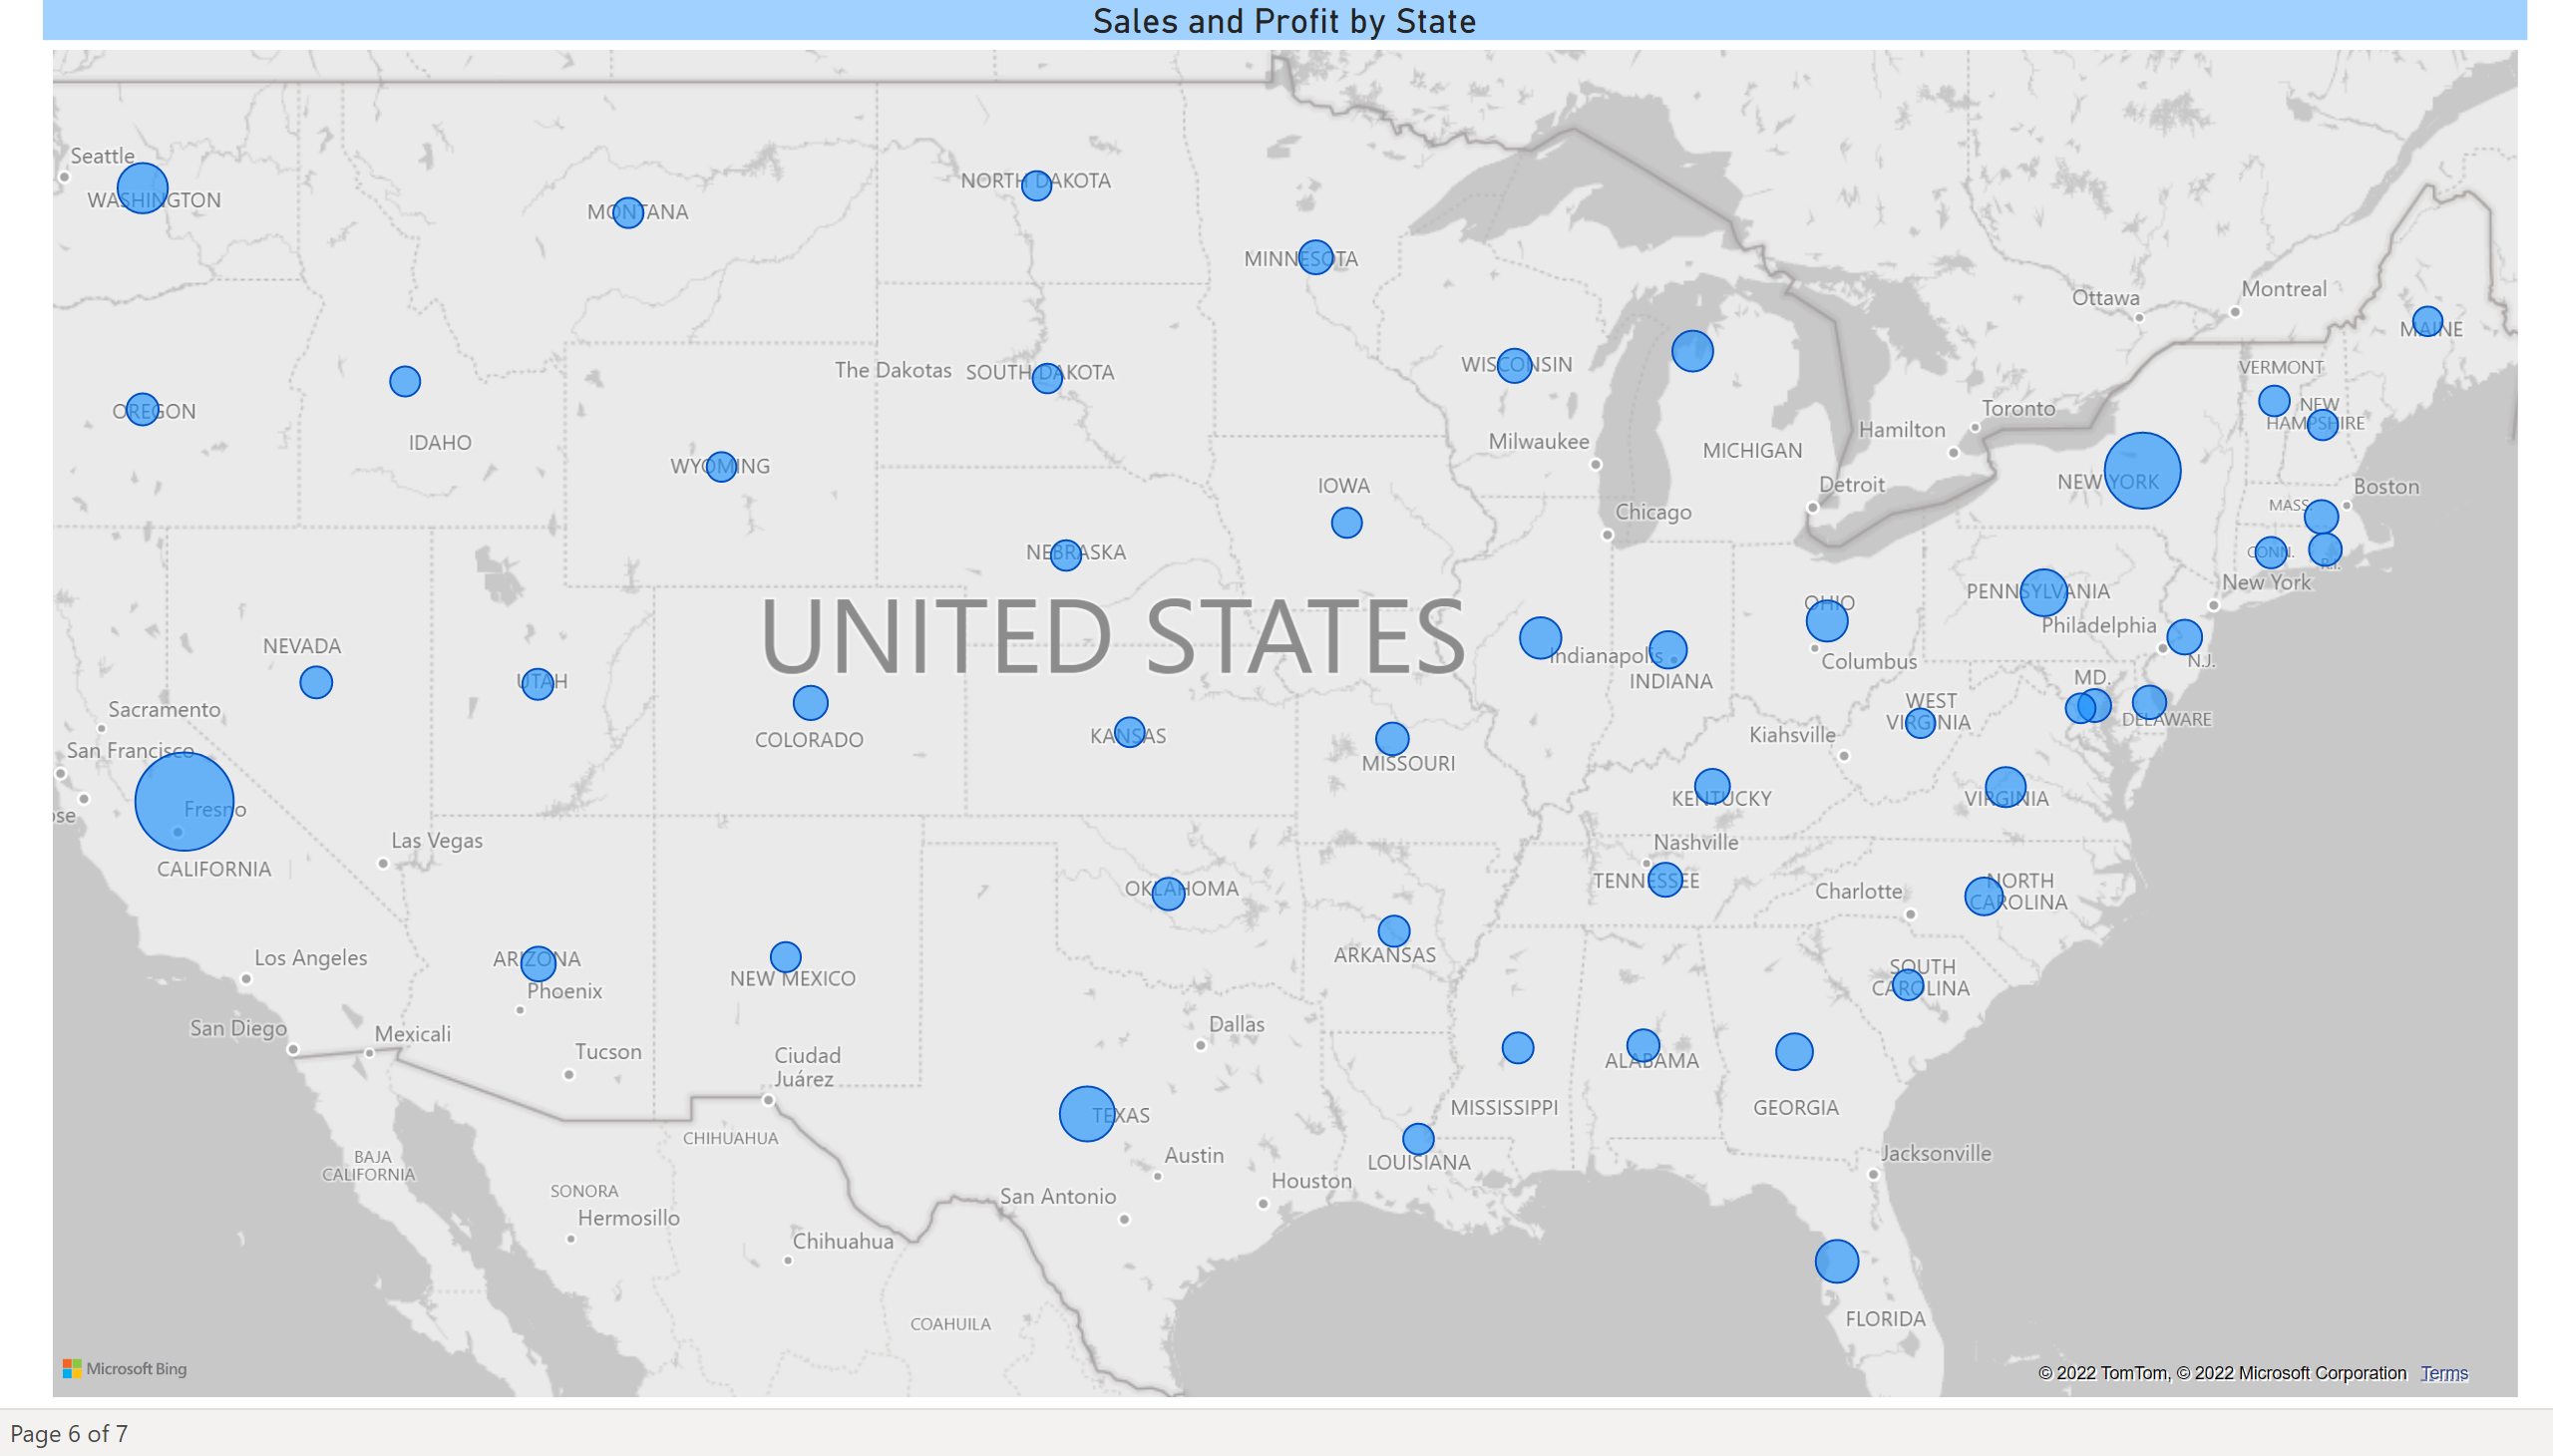 Sales and Profit by State
Seattle
WASHINGTON
MONTANA
NORTH DAKOTA
MINNESOTA
Ottawa
Montreal
MAINE
VERMONT
NEW
HAMPSHIRE
The Dakotas
SOUTH DAKOTA
WISCONSIN
OREGON
IDAHO
Toronto
Hamilton
Milwaukee
MICHIGAN
WYOMING
IOWA
Detroit
NEW YORK
Boston
MASS.
Chicago
NEBRASKA
CONN.
R.I.
New York
PENNSYLVANIA
OHIO
Philadelphia
UNITED STATES
NEVADA
UTAH
Indianapolis
INDIANA
Columbus
N.J.
MD.
DELAWARE
Sacramento
San Francisco
COLORADO
KANSAS
MISSOURI
WEST
VIRGINIA
Kiahsville
KENTUCKY
VIRGINIA
ose
Fresno
CALIFORNIA
Las Vegas
Nashville
TENNESSEE
OKLAHOMA
Charlotte
NORTH
CAROLINA
Los Angeles
ARIZONA
Phoenix
NEW MEXICO
ARKANSAS
SOUTH
CAROLINA
San Diego
Mexicali
Tucson
Ciudad
Juárez
Dallas
ALABAMA
MISSISSIPPI
GEORGIA
TEXAS
CHIHUAHUA
BAJA
CALIFORNIA
Austin
LOUISIANA
Jacksonville
SONORA
San Antonio
Houston
Hermosillo
Chihuahua
COAHUILA
FLORIDA
Microsoft Bing
© 2022 TomTom, © 2022 Microsoft Corporation Terms
Page 6 of 7